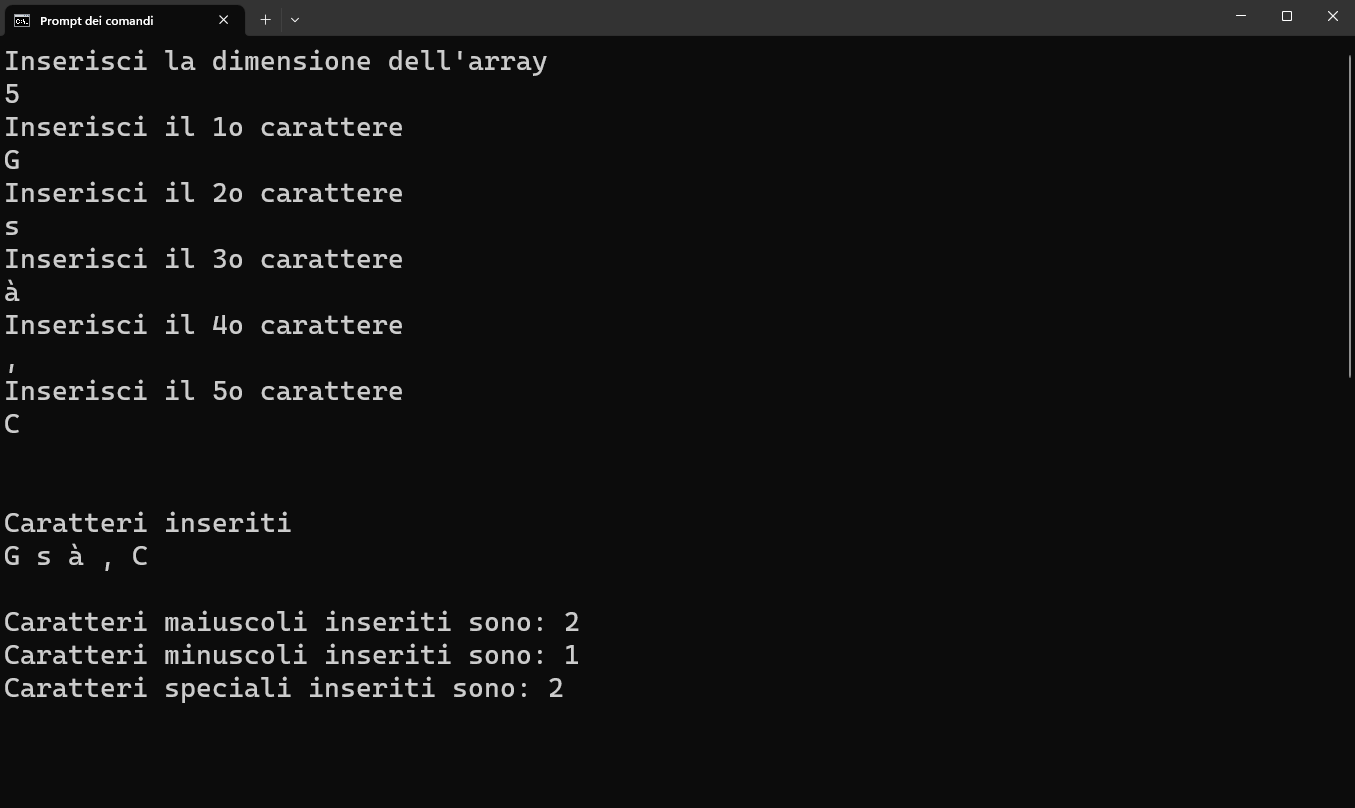 Prompt dei comandi
Inserisci la dimensione dell'array
5
Inserisci il 1o carattere
G
Inserisci il 2o carattere
s
Inserisci il 3o carattere
à
Inserisci il 4o carattere
,
Inserisci il 5o carattere
C
Caratteri inseriti
G s à , C
Caratteri maiuscoli inseriti sono: 2
Caratteri minuscoli inseriti sono: 1
Caratteri speciali inseriti sono: 2